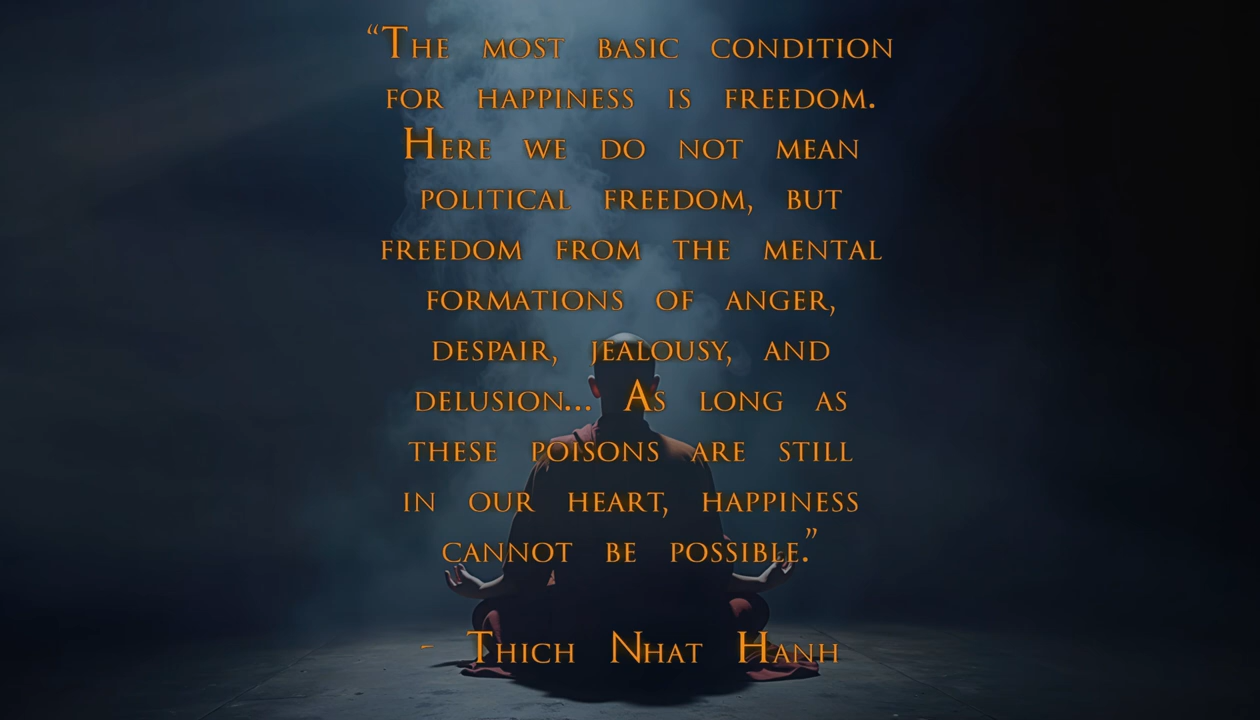 “The most basic condition
for happiness is freedom.
Here we do not mean
political freedom, but
freedom from the mental
formations of anger,
despair, jealousy, and
delusion... As long as
these poisons are still
in our heart, happiness
cannot be possible.”
- Thich Nhat Hanh